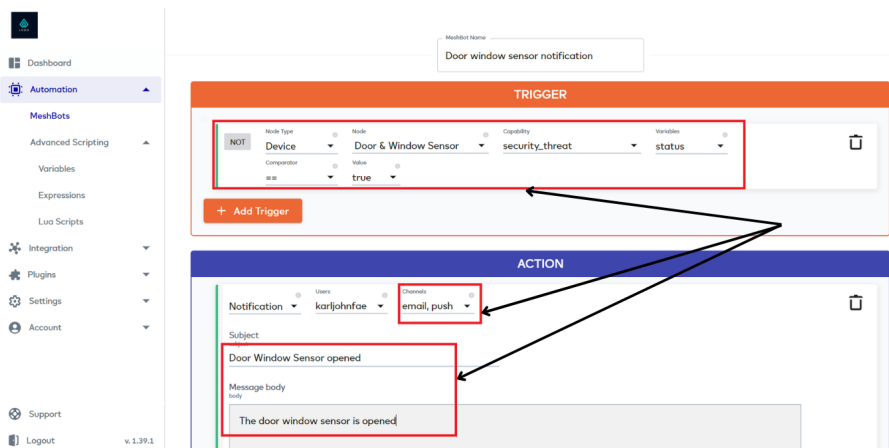 MeshBot Name
Door window sensor notification
Dashboard
Automation
MeshBots
Advanced Scripting
Variables
Expressions
Lua Scripts
Integration
Plugins
Settings
Account
Support
Logout v. 1.39.1
TRIGGER
NOT
Node Type Node Capability Variables
Device Door & Window Sensor security_threat status
Comparator Value
== true
+ Add Trigger
ACTION
Users Channels
Notification karljohnfae email, push
Subject
subject
Door Window Sensor opened
Message body
body
The door window sensor is opened